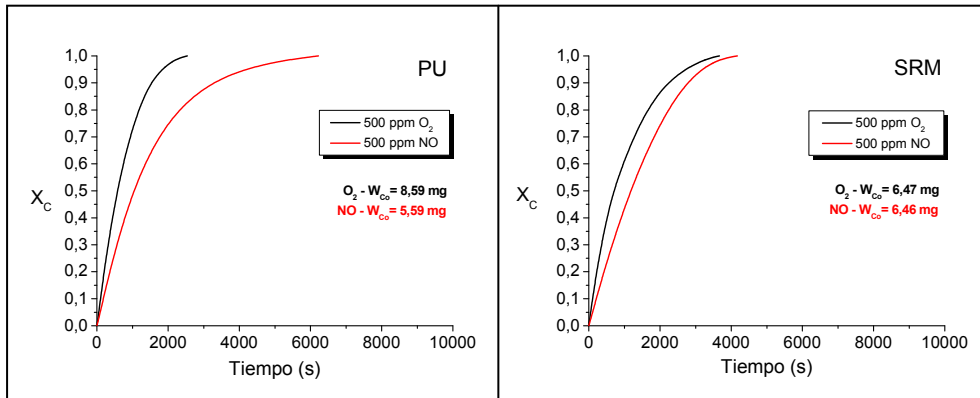 PU
1,0
0,9
0,8
0,7
0,6
0,5
0,4
0,3
0,2
0,1
0,0
X_C
500 ppm O₂
500 ppm NO
O₂ - W_Co = 8,59 mg
NO - W_Co = 5,59 mg
0 2000 4000 6000 8000 10000
Tiempo (s)
SRM
1,0
0,9
0,8
0,7
0,6
0,5
0,4
0,3
0,2
0,1
0,0
X_C
500 ppm O₂
500 ppm NO
O₂ - W_Co = 6,47 mg
NO - W_Co = 6,46 mg
0 2000 4000 6000 8000 10000
Tiempo (s)